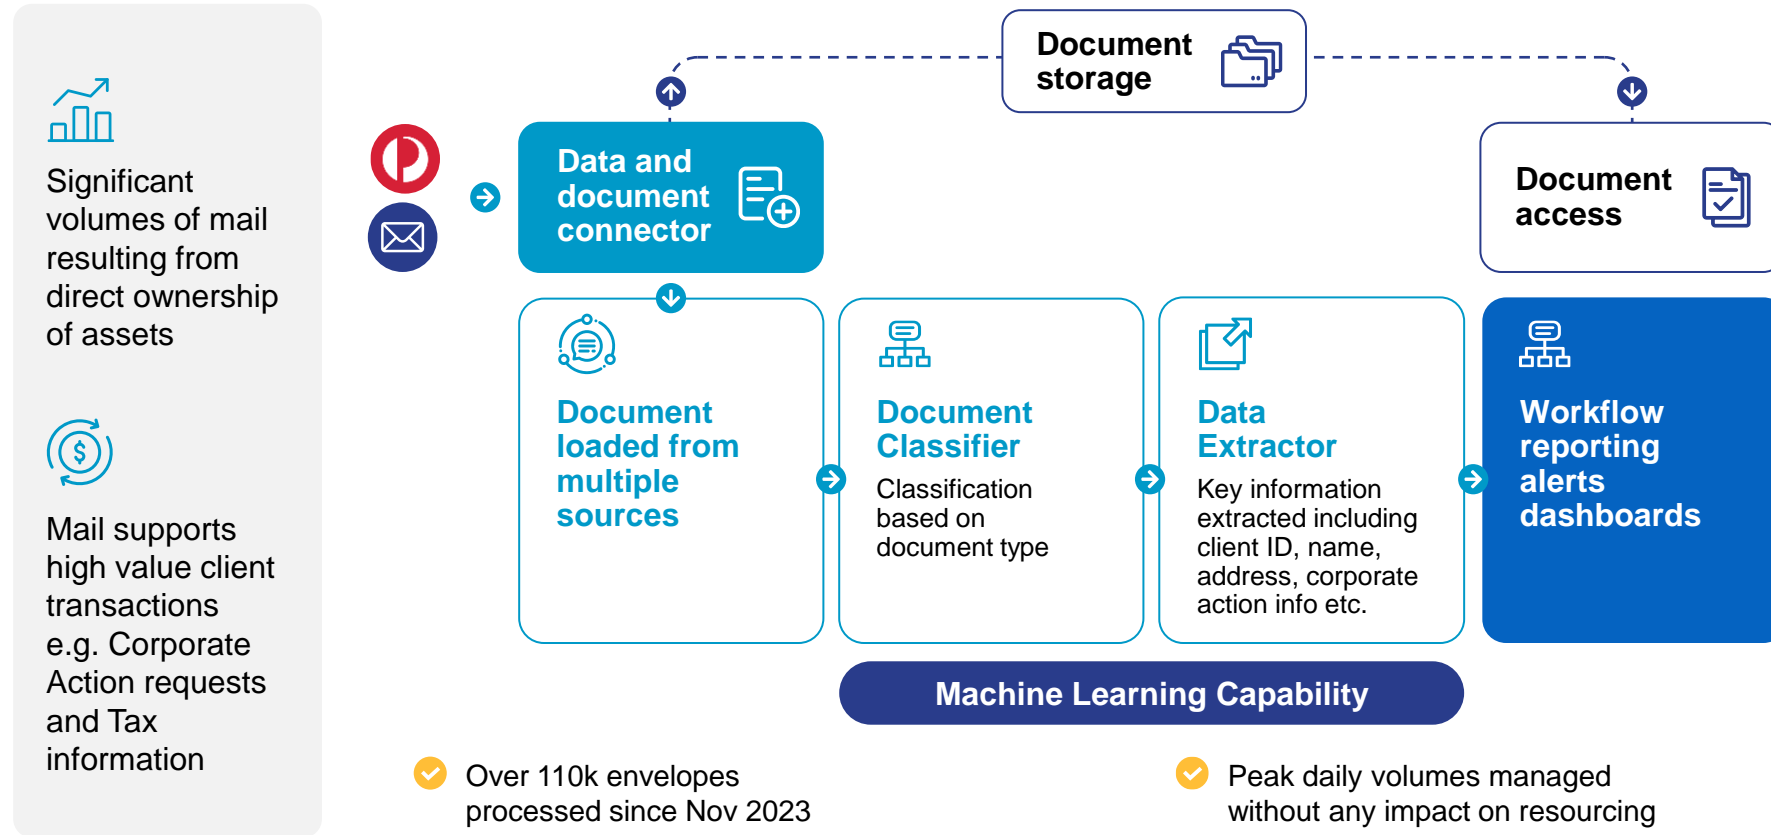 Significant
volumes of mail
resulting from
direct ownership
of assets
Mail supports
high value client
transactions
e.g. Corporate
Action requests
and Tax
information
Document
storage
Data and
document
connector
Document
access
Document
loaded from
multiple
sources
Document
Classifier
Classification
based on
document type
Data
Extractor
Key information
extracted including
client ID, name,
address, corporate
action info etc.
Workflow
reporting
alerts
dashboards
Machine Learning Capability
Over 110k envelopes
processed since Nov 2023
Peak daily volumes managed
without any impact on resourcing